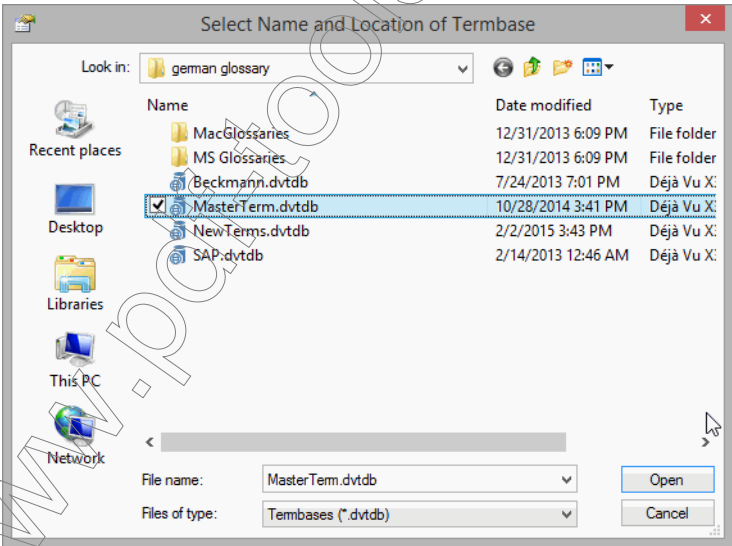 Select Name and Location of Termbase
Look in: german glossary
Name Date modified Type
MacGlossaries 12/31/2013 6:09 PM File folder
MS Glossaries 12/31/2013 6:09 PM File folder
Beckmann.dvtdb 7/24/2013 7:01 PM Déjà Vu X
MasterTerm.dvtdb 10/28/2014 3:41 PM Déjà Vu X
NewTerms.dvtdb 2/2/2015 3:43 PM Déjà Vu X
SAP.dvtdb 2/14/2013 12:46 AM Déjà Vu X
Recent places
Desktop
Libraries
This PC
Network
File name: MasterTerm.dvtdb Open
Files of type: Termbases (*.dvtdb) Cancel